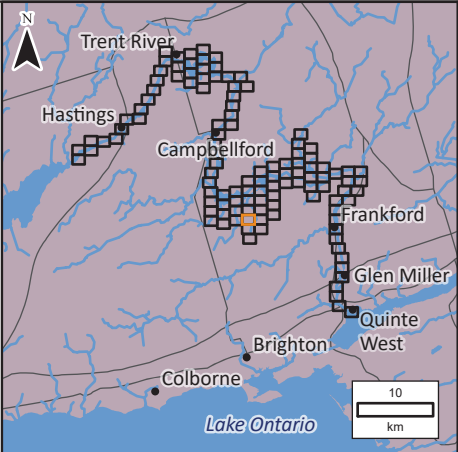 N
Trent River
Hastings
Campbellford
Frankford
Glen Miller
Quinte
West
Brighton
Colborne
10
km
Lake Ontario